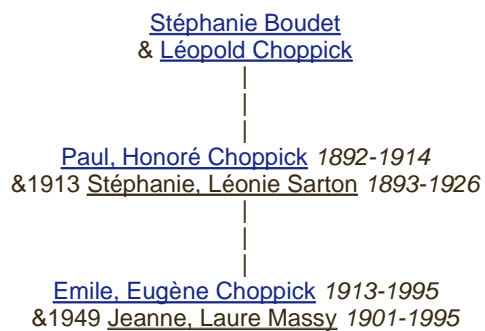 Stéphanie Boudet
& Léopold Choppick
|
|
|
Paul, Honoré Choppick 1892-1914
&1913 Stéphanie, Léonie Sarton 1893-1926
|
|
|
Emile, Eugène Choppick 1913-1995
&1949 Jeanne, Laure Massy 1901-1995